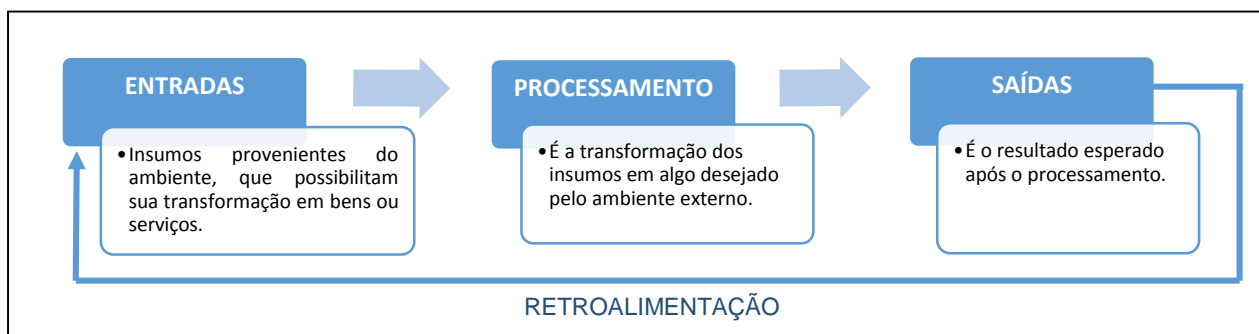 ENTRADAS
•Insumos provenientes do
ambiente, que possibilitam
sua transformação em bens ou
serviços.
PROCESSAMENTO
•É a transformação dos
insumos em algo desejado
pelo ambiente externo.
SAÍDAS
•É o resultado esperado
após o processamento.
RETROALIMENTAÇÃO